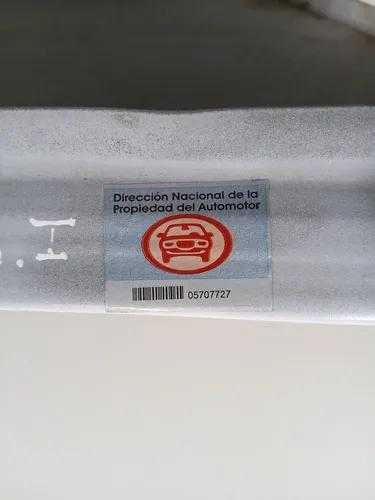 Dirección Nacional de la
Propiedad del Automotor
05707727